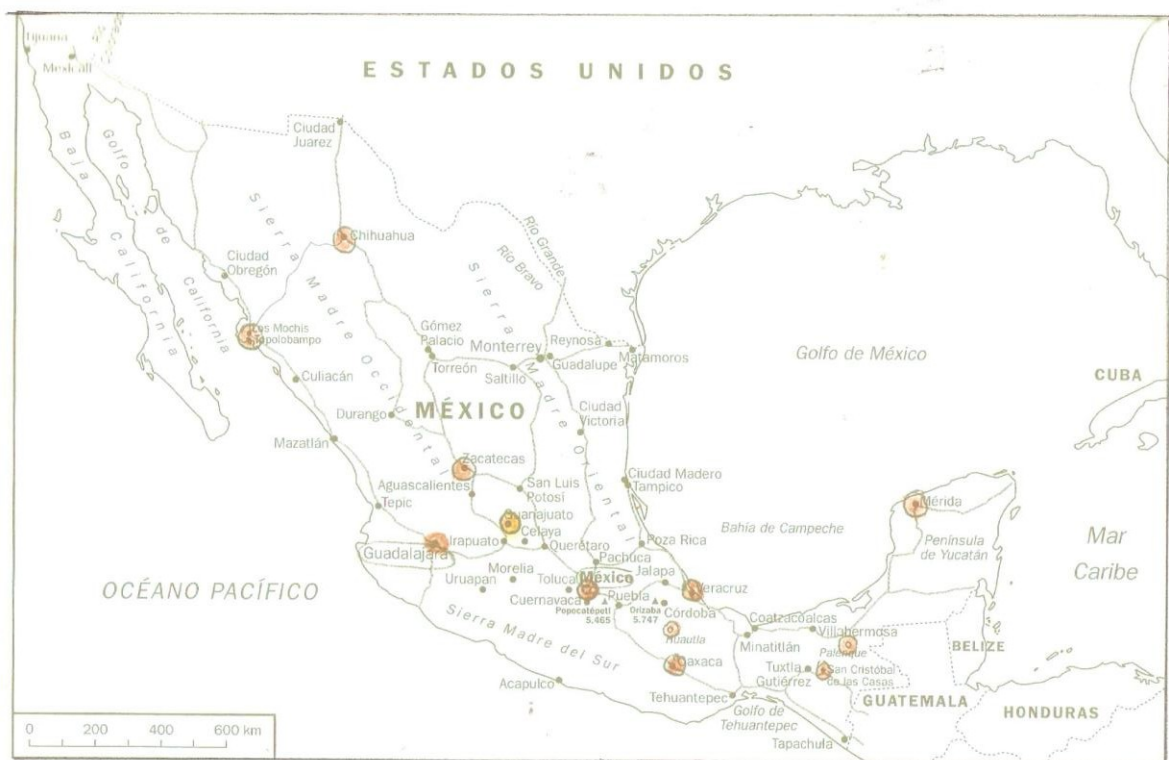 Tijuana
Mexicali
ESTADOS UNIDOS
Ciudad
Juarez
Baja California
Golfo de California
Sierra Madre Occidental
Chihuahua
Ciudad
Obregón
Río Grande
Río Bravo
Sierra Madre Oriental
Los Mochis
Topolobampo
Gómez
Palacio
Torreón
Monterrey
Saltillo
Reynosa
Guadalupe
Matamoros
Golfo de México
CUBA
Culiacán
Durango
MÉXICO
Ciudad
Victoria
Mazatlán
Zacatecas
Aguascalientes
San Luis
Potosí
Ciudad Madero
Tampico
Tepic
Guanajuato
Celaya
Irapuato
Guadalajara
Querétaro
Poza Rica
Bahía de Campeche
Mérida
Península
de Yucatán
Mar
Caribe
OCÉANO PACÍFICO
Morelia
Uruapan
Pachuca
Toluca
México
Jalapa
Veracruz
Cuernavaca
Puebla
Popocatépetl
5.465
Orizaba
5.747
Córdoba
Huautla
Coatzacoalcas
Minatitlán
Villahermosa
Palenque
BELIZE
Sierra Madre del Sur
Oaxaca
Tuxtla
Gutiérrez
San Cristóbal
de las Casas
Acapulco
Tehuantepec
Golfo de
Tehuantepec
GUATEMALA
HONDURAS
Tapachula
0 200 400 600 km